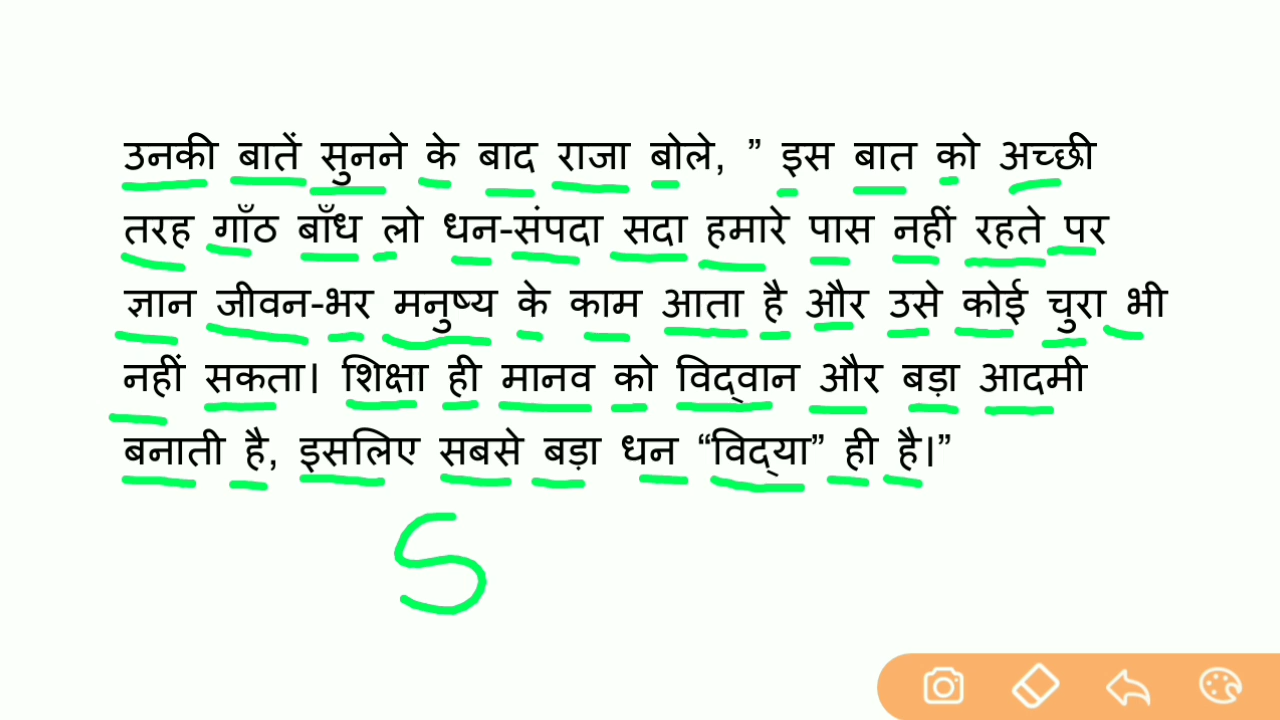 उनकी बातें सुनने के बाद राजा बोले, ” इस बात को अच्छी
तरह गाँठ बाँध लो धन-संपदा सदा हमारे पास नहीं रहते पर
ज्ञान जीवन-भर मनुष्य के काम आता है और उसे कोई चुरा भी
नहीं सकता। शिक्षा ही मानव को विद्‌वान और बड़ा आदमी
बनाती है, इसलिए सबसे बड़ा धन “विद्‌या” ही है।”
5